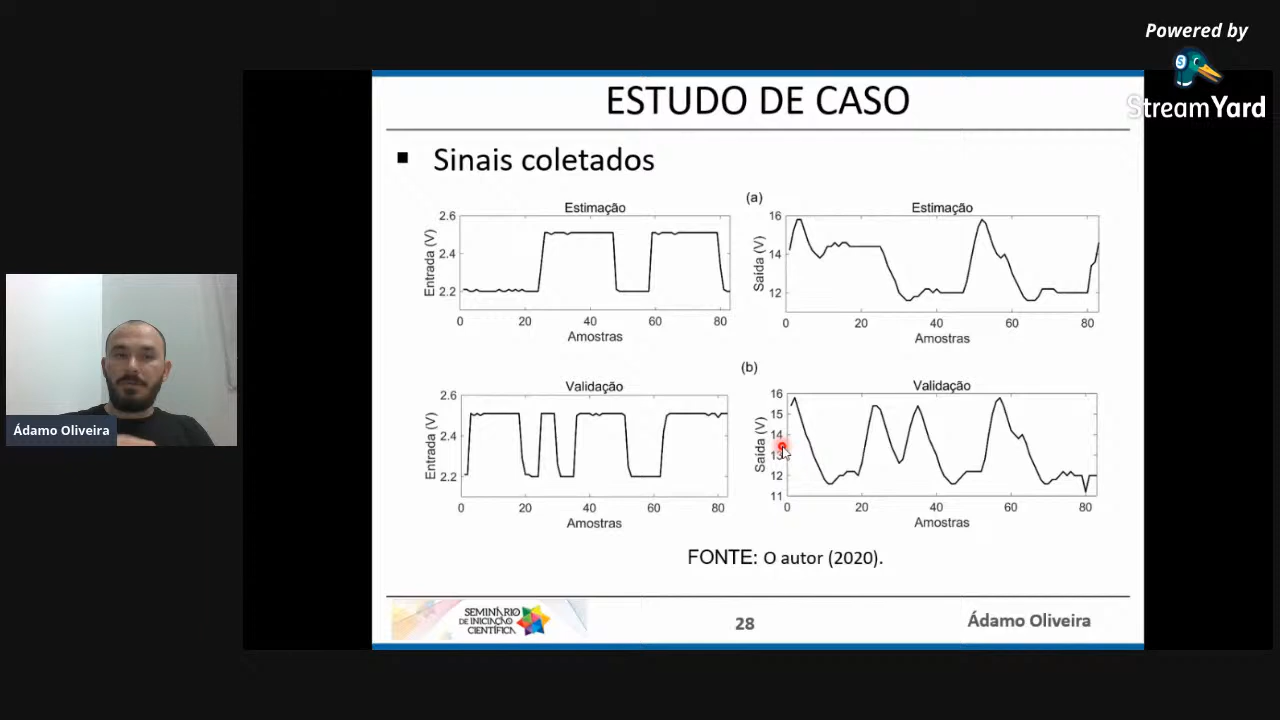 Powered by
StreamYard
ESTUDO DE CASO
▪ Sinais coletados
(a)
Estimação
2.6
2.4
2.2
Entrada (V)
0 20 40 60 80
Amostras
Estimação
16
14
12
Saída (V)
0 20 40 60 80
Amostras
(b)
Validação
2.6
2.4
2.2
Entrada (V)
0 20 40 60 80
Amostras
Validação
16
15
14
13
12
11
Saída (V)
0 20 40 60 80
Amostras
FONTE: O autor (2020).
SEMINÁRIO
DE INICIAÇÃO
CIENTÍFICA
28
Ádamo Oliveira
Ádamo Oliveira